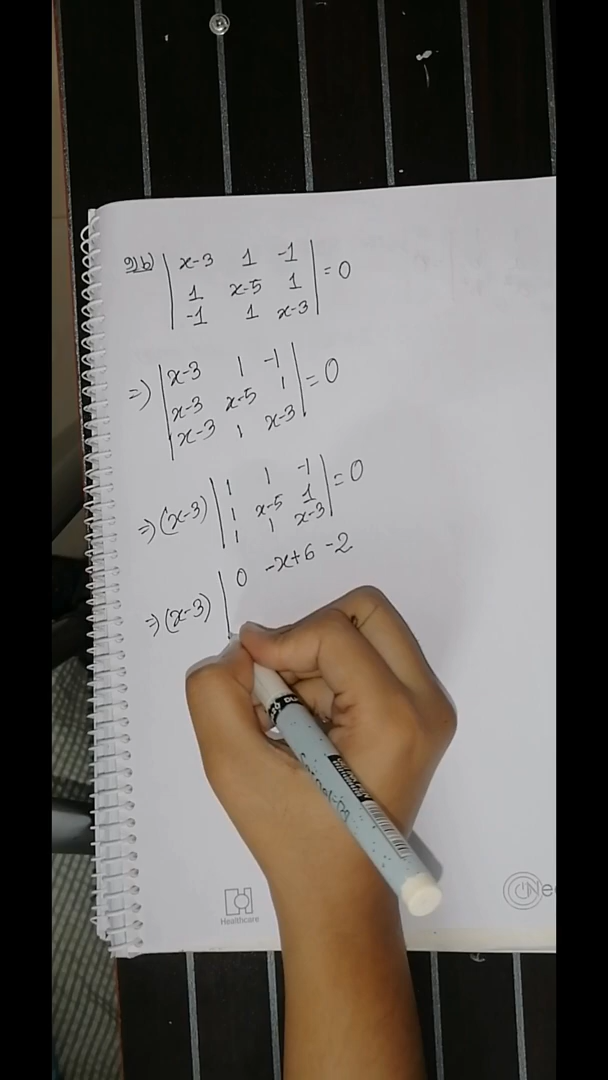 9(b) | x-3 1 -1 |
| 1 x-5 1 | = 0
| -1 1 x-3 |
=> | x-3 1 -1 |
| x-3 x-5 1 | = 0
| x-3 1 x-3 |
=> (x-3) | 1 1 -1 |
| 1 x-5 1 | = 0
| 1 1 x-3 |
=> (x-3) | 0 -x+6 -2
Healthcare